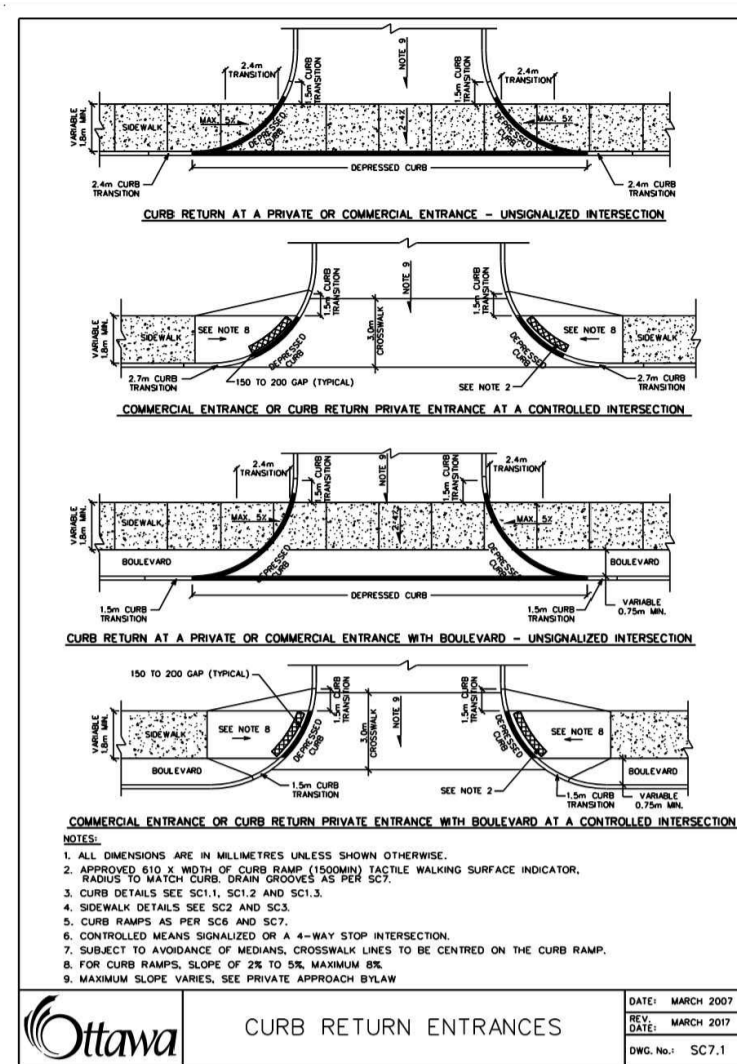 2.4m
TRANSITION
1.5m CURB
TRANSITION
NOTE 9
1.5m CURB
TRANSITION
2.4m
TRANSITION
VARIABLE
1.8m MIN.
SIDEWALK
MAX. 5%
DEPRESSED
CURB
2-4%
DEPRESSED
CURB
MAX. 5%
DEPRESSED CURB
2.4m CURB
TRANSITION
2.4m CURB
TRANSITION
CURB RETURN AT A PRIVATE OR COMMERCIAL ENTRANCE - UNSIGNALIZED INTERSECTION
NOTE 9
1.5m CURB
TRANSITION
1.5m CURB
TRANSITION
VARIABLE
1.8m MIN.
SIDEWALK
SEE NOTE 8
DEPRESSED
CURB
3.0m
CROSSWALK
DEPRESSED
CURB
SEE NOTE 8
SIDEWALK
2.7m CURB
TRANSITION
150 TO 200 GAP (TYPICAL)
SEE NOTE 2
2.7m CURB
TRANSITION
COMMERCIAL ENTRANCE OR CURB RETURN PRIVATE ENTRANCE AT A CONTROLLED INTERSECTION
2.4m
TRANSITION
1.5m CURB
TRANSITION
NOTE 9
1.5m CURB
TRANSITION
2.4m
TRANSITION
VARIABLE
1.8m MIN.
SIDEWALK
MAX. 5%
2-4%
MAX. 5%
BOULEVARD
DEPRESSED
CURB
DEPRESSED
CURB
BOULEVARD
DEPRESSED CURB
1.5m CURB
TRANSITION
1.5m CURB
TRANSITION
VARIABLE
0.75m MIN.
CURB RETURN AT A PRIVATE OR COMMERCIAL ENTRANCE WITH BOULEVARD - UNSIGNALIZED INTERSECTION
150 TO 200 GAP (TYPICAL)
1.5m CURB
TRANSITION
NOTE 9
1.5m CURB
TRANSITION
VARIABLE
1.8m MIN.
SIDEWALK
SEE NOTE 8
DEPRESSED
CURB
3.0m
CROSSWALK
DEPRESSED
CURB
SEE NOTE 8
SIDEWALK
BOULEVARD
BOULEVARD
1.5m CURB
TRANSITION
SEE NOTE 2
1.5m CURB
TRANSITION
VARIABLE
0.75m MIN.
COMMERCIAL ENTRANCE OR CURB RETURN PRIVATE ENTRANCE WITH BOULEVARD AT A CONTROLLED INTERSECTION
NOTES:
1. ALL DIMENSIONS ARE IN MILLIMETRES UNLESS SHOWN OTHERWISE.
2. APPROVED 610 X WIDTH OF CURB RAMP (1500MIN) TACTILE WALKING SURFACE INDICATOR,
RADIUS TO MATCH CURB. DRAIN GROOVES AS PER SC7.
3. CURB DETAILS SEE SC1.1, SC1.2 AND SC1.3.
4. SIDEWALK DETAILS SEE SC2 AND SC3.
5. CURB RAMPS AS PER SC6 AND SC7.
6. CONTROLLED MEANS SIGNALIZED OR A 4-WAY STOP INTERSECTION.
7. SUBJECT TO AVOIDANCE OF MEDIANS, CROSSWALK LINES TO BE CENTRED ON THE CURB RAMP.
8. FOR CURB RAMPS, SLOPE OF 2% TO 5%, MAXIMUM 8%.
9. MAXIMUM SLOPE VARIES, SEE PRIVATE APPROACH BYLAW
Ottawa
CURB RETURN ENTRANCES
DATE: MARCH 2007
REV. DATE: MARCH 2017
DWG. No.: SC7.1